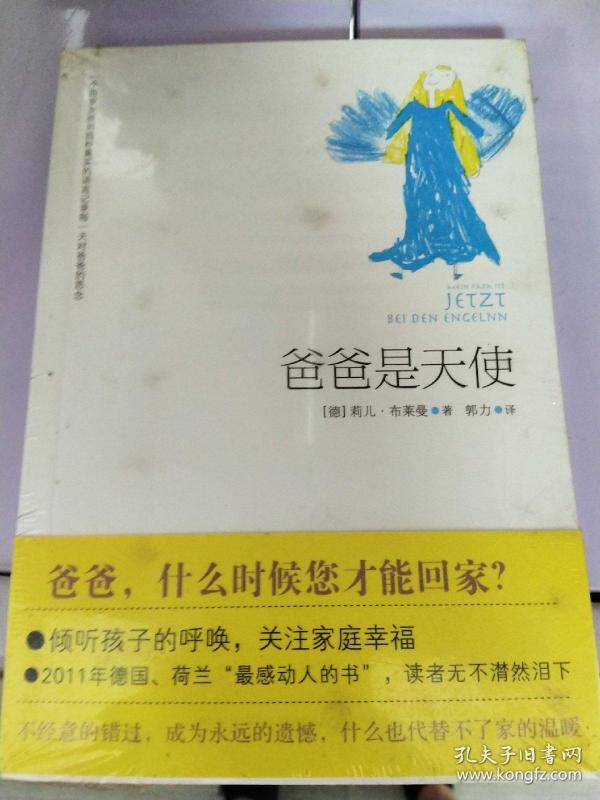 MEIN PAPA IST
JETZT
BEI DEN ENGELNN
爸爸是天使
[德]莉儿·布莱曼●著 郭力●译
爸爸，什么时候您才能回家?
●倾听孩子的呼唤，关注家庭幸福
●2011年德国、荷兰“最感动人的书”，读者无不潸然泪下
不经意的错过，成为永远的遗憾，什么也代替不了家的温暖
孔夫子旧书网
www.kongfz.com